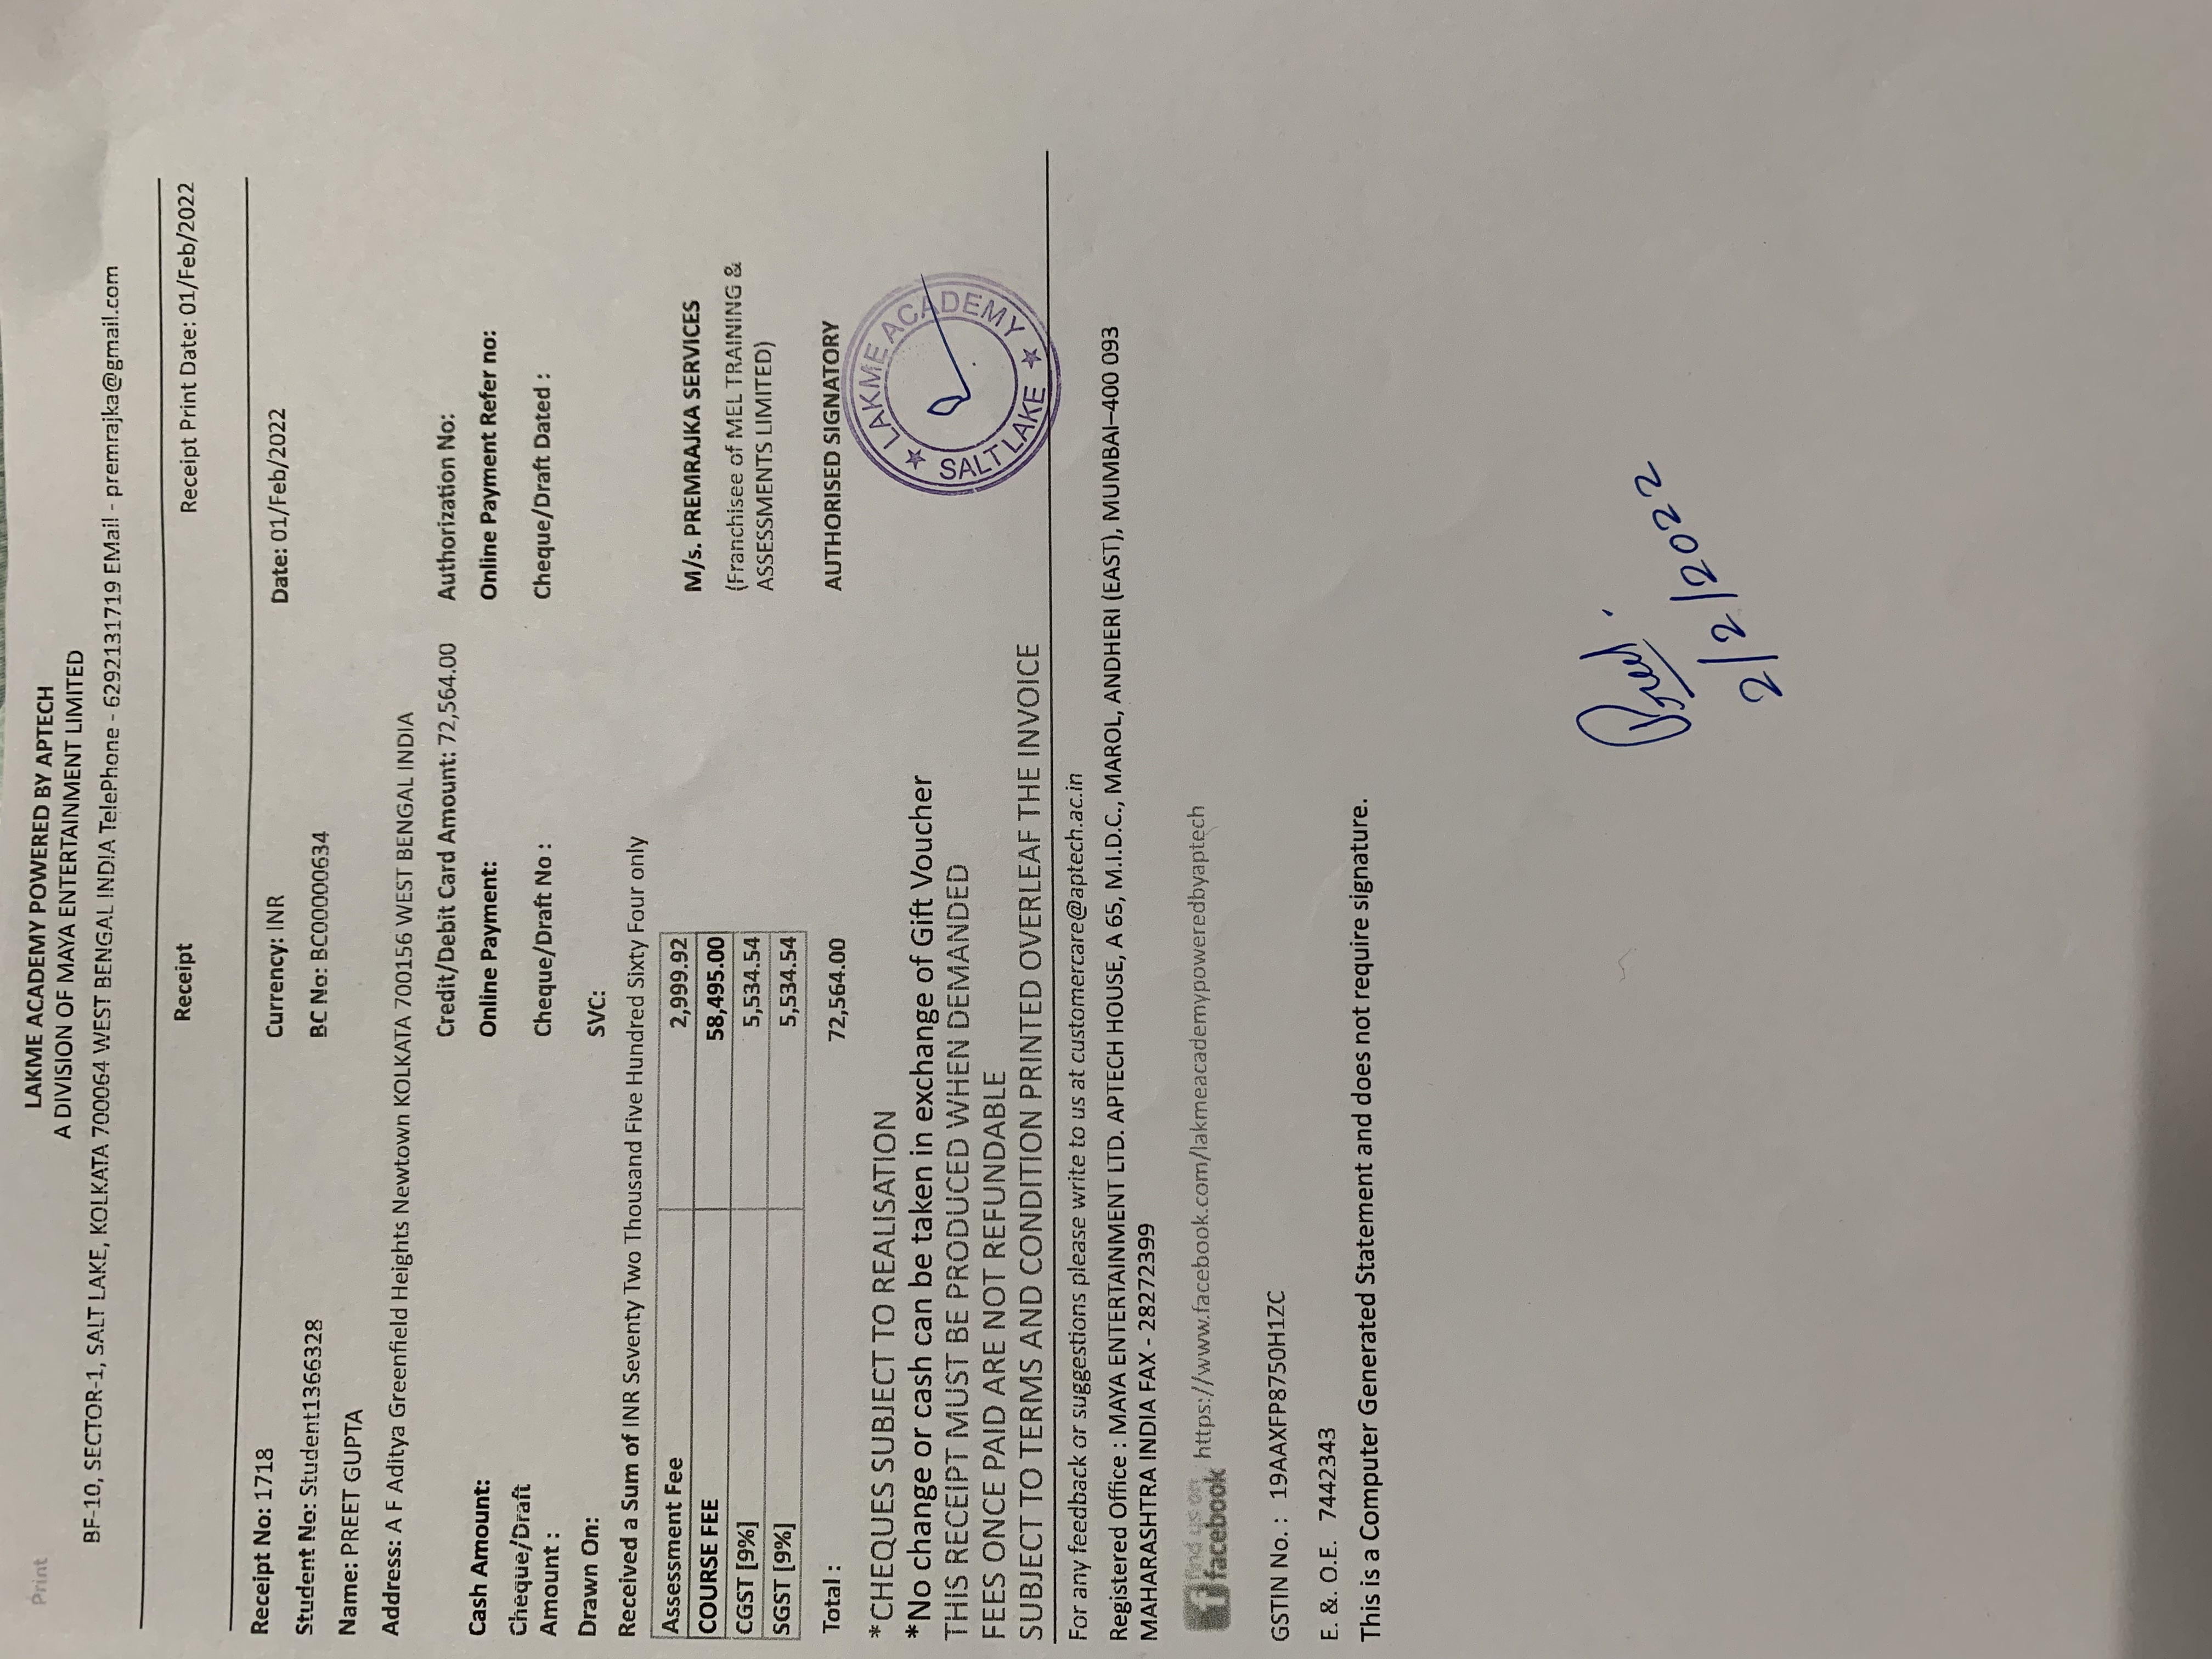 Print
LAKME ACADEMY POWERED BY APTECH
A DIVISION OF MAYA ENTERTAINMENT LIMITED
BF-10, SECTOR-1, SALT LAKE, KOLKATA 700064 WEST BENGAL INDIA TelePhone - 6292131719 EMail - premrajka@gmail.com
Receipt Receipt Print Date: 01/Feb/2022
Receipt No: 1718 Currency: INR Date: 01/Feb/2022
Student No: Student1366328 BC No: BC00000634
Name: PREET GUPTA
Address: A F Aditya Greenfield Heights Newtown KOLKATA 700156 WEST BENGAL INDIA
Credit/Debit Card Amount: 72,564.00 Authorization No:
Cash Amount: Online Payment: Online Payment Refer no:
Cheque/Draft
Amount : Cheque/Draft No : Cheque/Draft Dated :
Drawn On: SVC:
Received a Sum of INR Seventy Two Thousand Five Hundred Sixty Four only
Assessment Fee 2,999.92
COURSE FEE 58,495.00
CGST [9%] 5,534.54
SGST [9%] 5,534.54
Total : 72,564.00
M/s. PREMRAJKA SERVICES
(Franchisee of MEL TRAINING &
ASSESSMENTS LIMITED)
AUTHORISED SIGNATORY
LAKME ACADEMY
SALT LAKE
*CHEQUES SUBJECT TO REALISATION
*No change or cash can be taken in exchange of Gift Voucher
THIS RECEIPT MUST BE PRODUCED WHEN DEMANDED
FEES ONCE PAID ARE NOT REFUNDABLE
SUBJECT TO TERMS AND CONDITION PRINTED OVERLEAF THE INVOICE
For any feedback or suggestions please write to us at customercare@aptech.ac.in
Registered Office : MAYA ENTERTAINMENT LTD. APTECH HOUSE, A 65, M.I.D.C., MAROL, ANDHERI (EAST), MUMBAI–400 093
MAHARASHTRA INDIA FAX - 28272399
find us on
facebook https://www.facebook.com/lakmeacademypoweredbyaptech
GSTIN No. : 19AAXFP8750H1ZC
E. &. O.E. 7442343
This is a Computer Generated Statement and does not require signature.
Preet.
2/2/2022